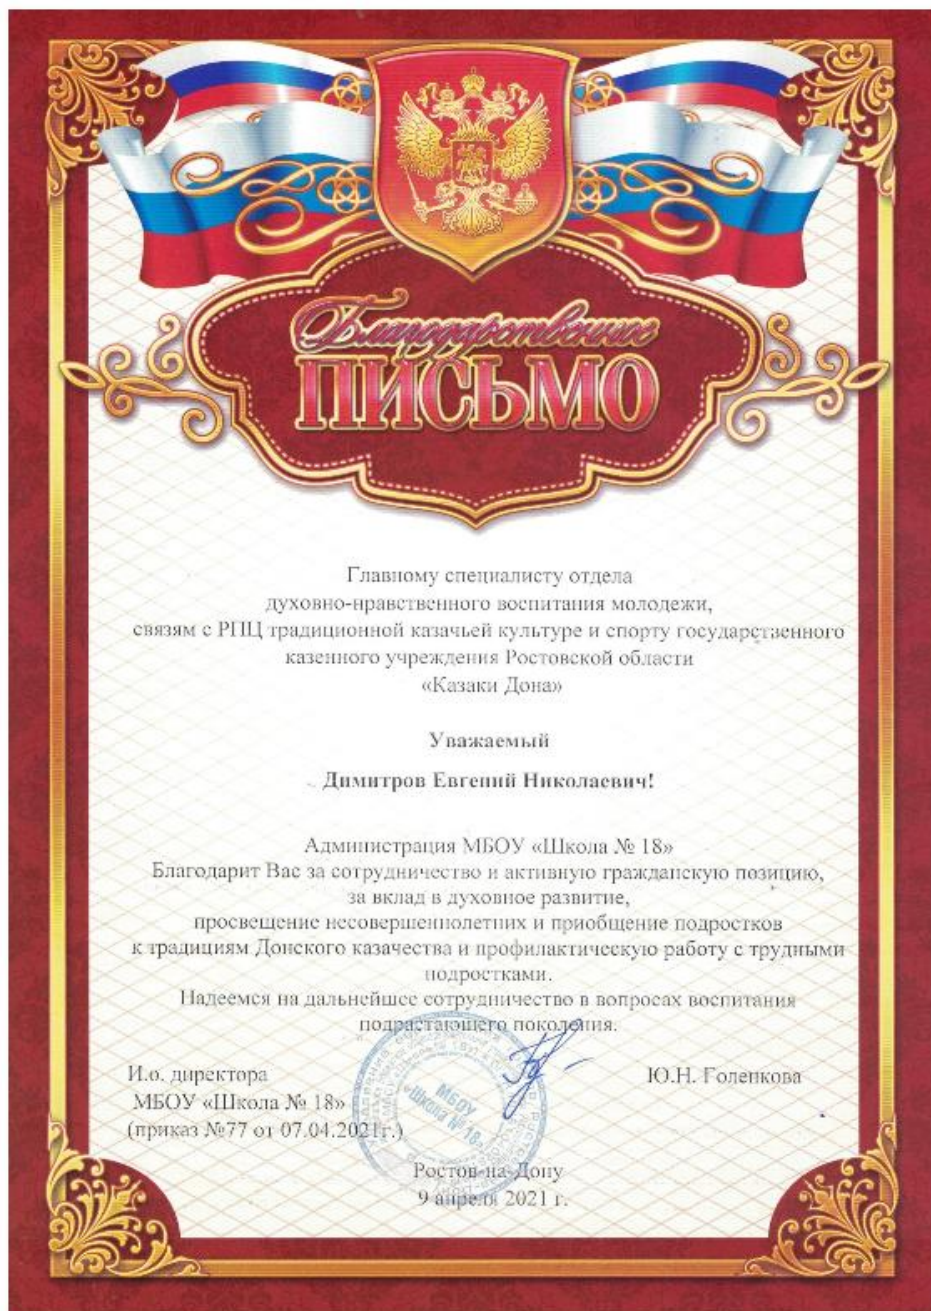 Благодарственное
ПИСЬМО
Главному специалисту отдела
духовно-нравственного воспитания молодежи,
связям с РПЦ традиционной казачьей культуре и спорту государственного
казенного учреждения Ростовской области
«Казаки Дона»
Уважаемый
Димитров Евгений Николаевич!
Администрация МБОУ «Школа № 18»
Благодарит Вас за сотрудничество и активную гражданскую позицию,
за вклад в духовное развитие,
просвещение несовершеннолетних и приобщение подростков
к традициям Донского казачества и профилактическую работу с трудными
подростками.
Надеемся на дальнейшее сотрудничество в вопросах воспитания
подрастающего поколения.
И.о. директора
МБОУ «Школа № 18»
(приказ №77 от 07.04.2021г.)
Ю.Н. Голенкова
МБОУ
«Школа № 18»
Ростов-на-Дону
9 апреля 2021 г.